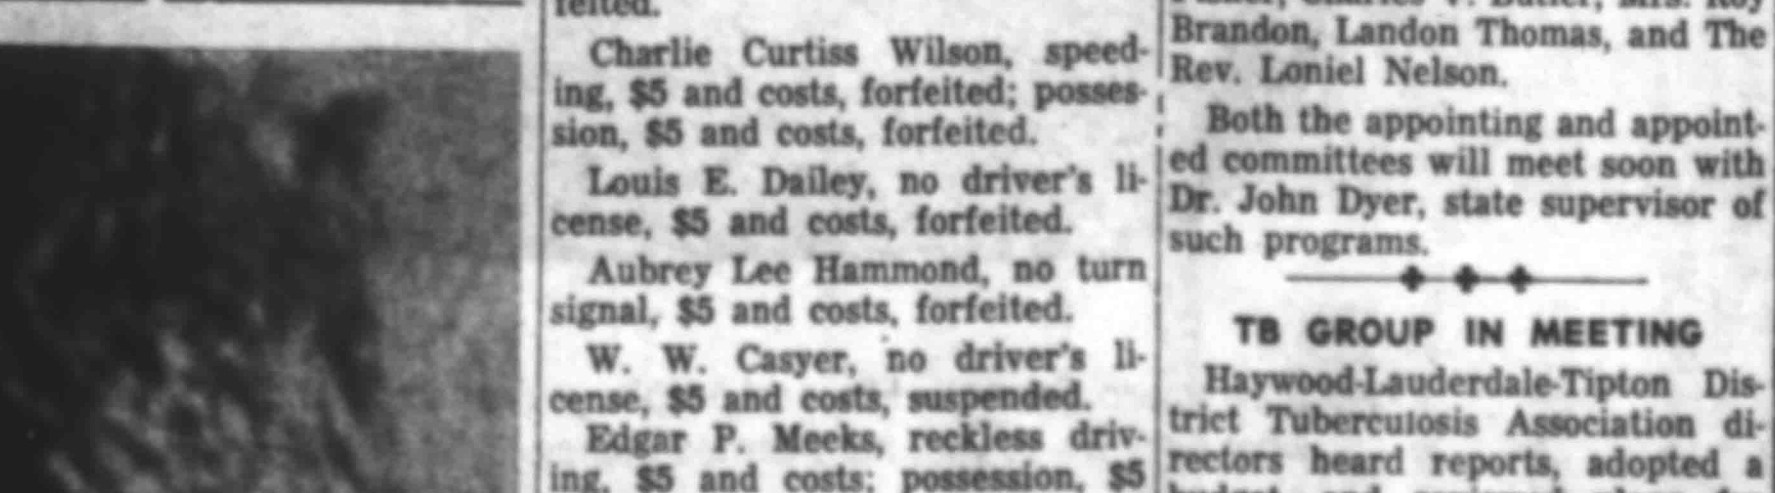 feited.
Charlie Curtiss Wilson, speed-
ing, $5 and costs, forfeited; posses-
sion, $5 and costs, forfeited.
Louis E. Dailey, no driver's li-
cense, $5 and costs, forfeited.
Aubrey Lee Hammond, no turn
signal, $5 and costs, forfeited.
W. W. Casyer, no driver's li-
cense, $5 and costs, suspended.
Edgar P. Meeks, reckless driv-
ing, $5 and costs; possession, $5
Charles V. Butler, Mrs. Roy
Brandon, Landon Thomas, and The
Rev. Loniel Nelson.
Both the appointing and appoint-
ed committees will meet soon with
Dr. John Dyer, state supervisor of
such programs.
TB GROUP IN MEETING
Haywood-Lauderdale-Tipton Dis-
trict Tuberculosis Association di-
rectors heard reports, adopted a